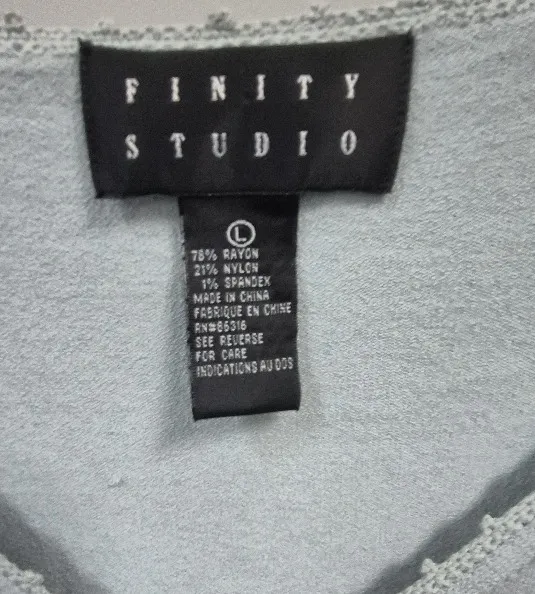 FINITY
STUDIO
L
78% RAYON
21% NYLON
1% SPANDEX
MADE IN CHINA
FABRIQUE EN CHINE
RN#86316
SEE REVERSE
FOR CARE
INDICATIONS AU DOS